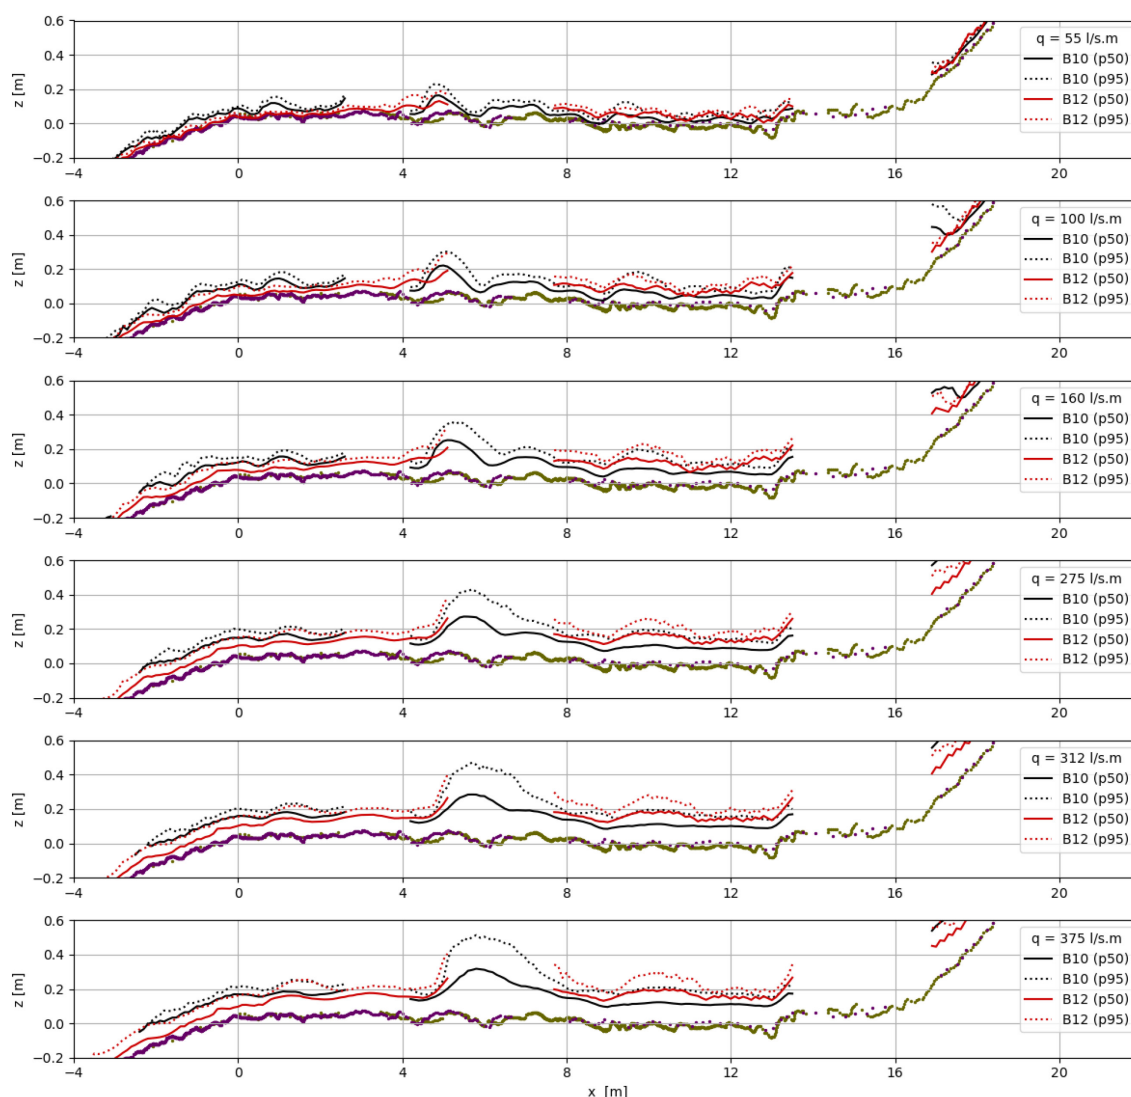 0.6
0.4
0.2
0.0
−0.2
z [m]
−4
0
4
8
12
16
20
q = 55 l/s.m
B10 (p50)
B10 (p95)
B12 (p50)
B12 (p95)
0.6
0.4
0.2
0.0
−0.2
z [m]
−4
0
4
8
12
16
20
q = 100 l/s.m
B10 (p50)
B10 (p95)
B12 (p50)
B12 (p95)
0.6
0.4
0.2
0.0
−0.2
z [m]
−4
0
4
8
12
16
20
q = 160 l/s.m
B10 (p50)
B10 (p95)
B12 (p50)
B12 (p95)
0.6
0.4
0.2
0.0
−0.2
z [m]
−4
0
4
8
12
16
20
q = 275 l/s.m
B10 (p50)
B10 (p95)
B12 (p50)
B12 (p95)
0.6
0.4
0.2
0.0
−0.2
z [m]
−4
0
4
8
12
16
20
q = 312 l/s.m
B10 (p50)
B10 (p95)
B12 (p50)
B12 (p95)
0.6
0.4
0.2
0.0
−0.2
z [m]
−4
0
4
8
12
16
20
q = 375 l/s.m
B10 (p50)
B10 (p95)
B12 (p50)
B12 (p95)
x [m]